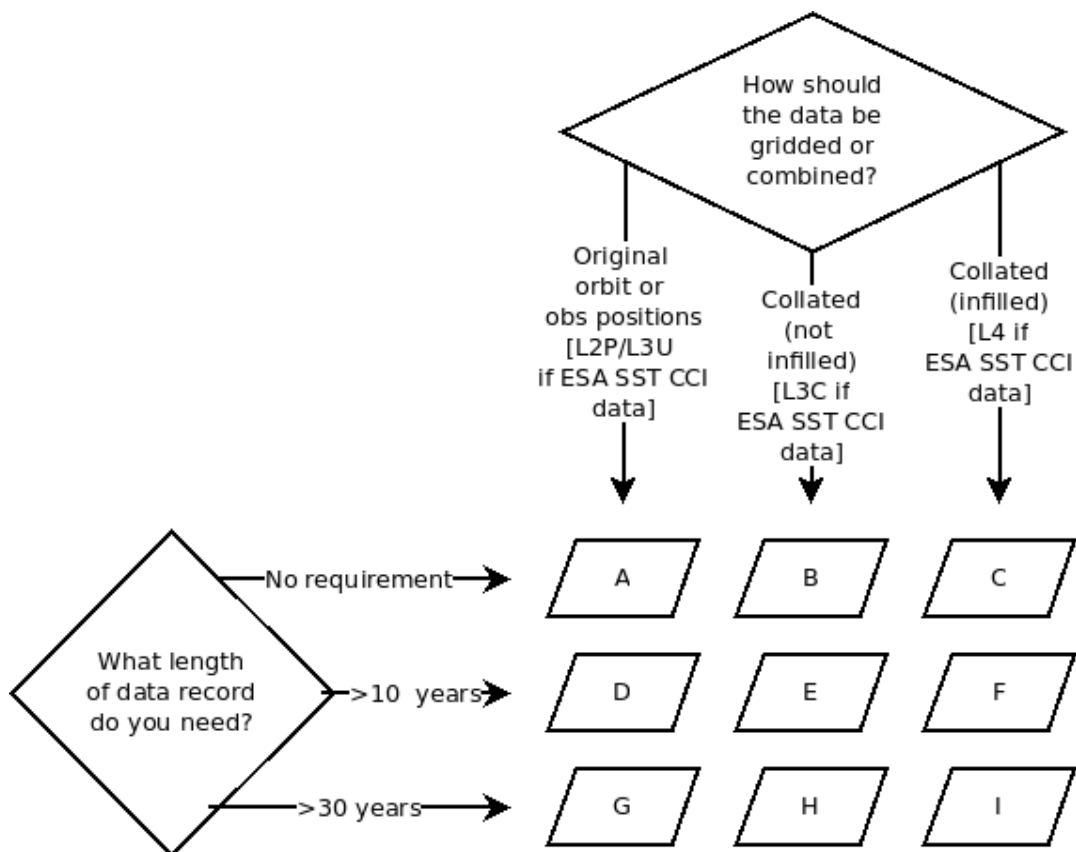 How should
the data be
gridded or
combined?
Original
orbit or
obs positions
[L2P/L3U
if ESA SST CCI
data]
Collated
(not
infilled)
[L3C if
ESA SST CCI
data]
Collated
(infilled)
[L4 if
ESA SST CCI
data]
What length
of data record
do you need?
No requirement
A
B
C
>10  years
D
E
F
>30 years
G
H
I